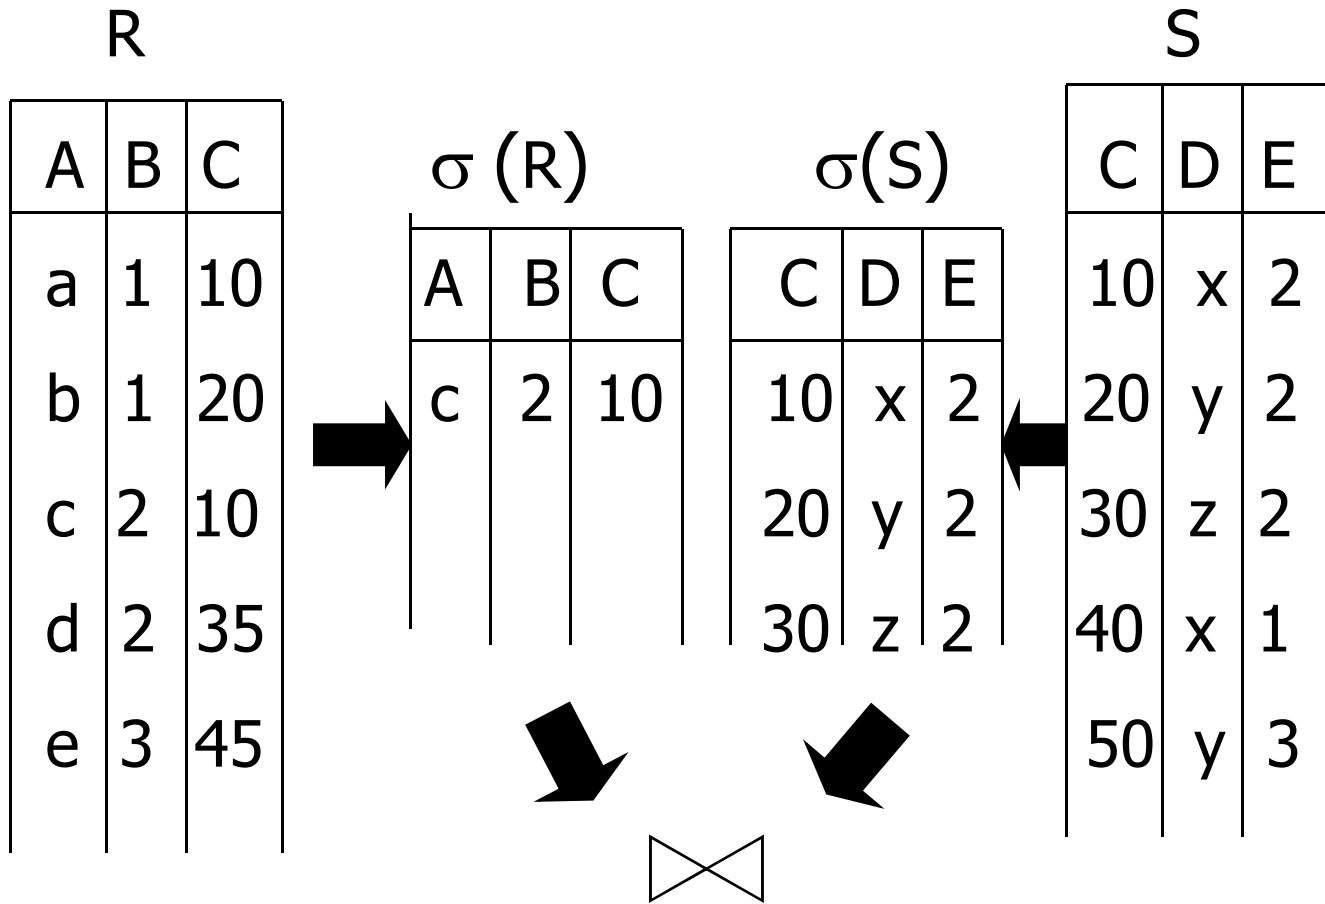 R
S
A B C
σ (R)
σ(S)
C D E
a 1 10
b 1 20
c 2 10
d 2 35
e 3 45
A B C
c 2 10
C D E
10 x 2
20 y 2
30 z 2
10 x 2
20 y 2
30 z 2
40 x 1
50 y 3